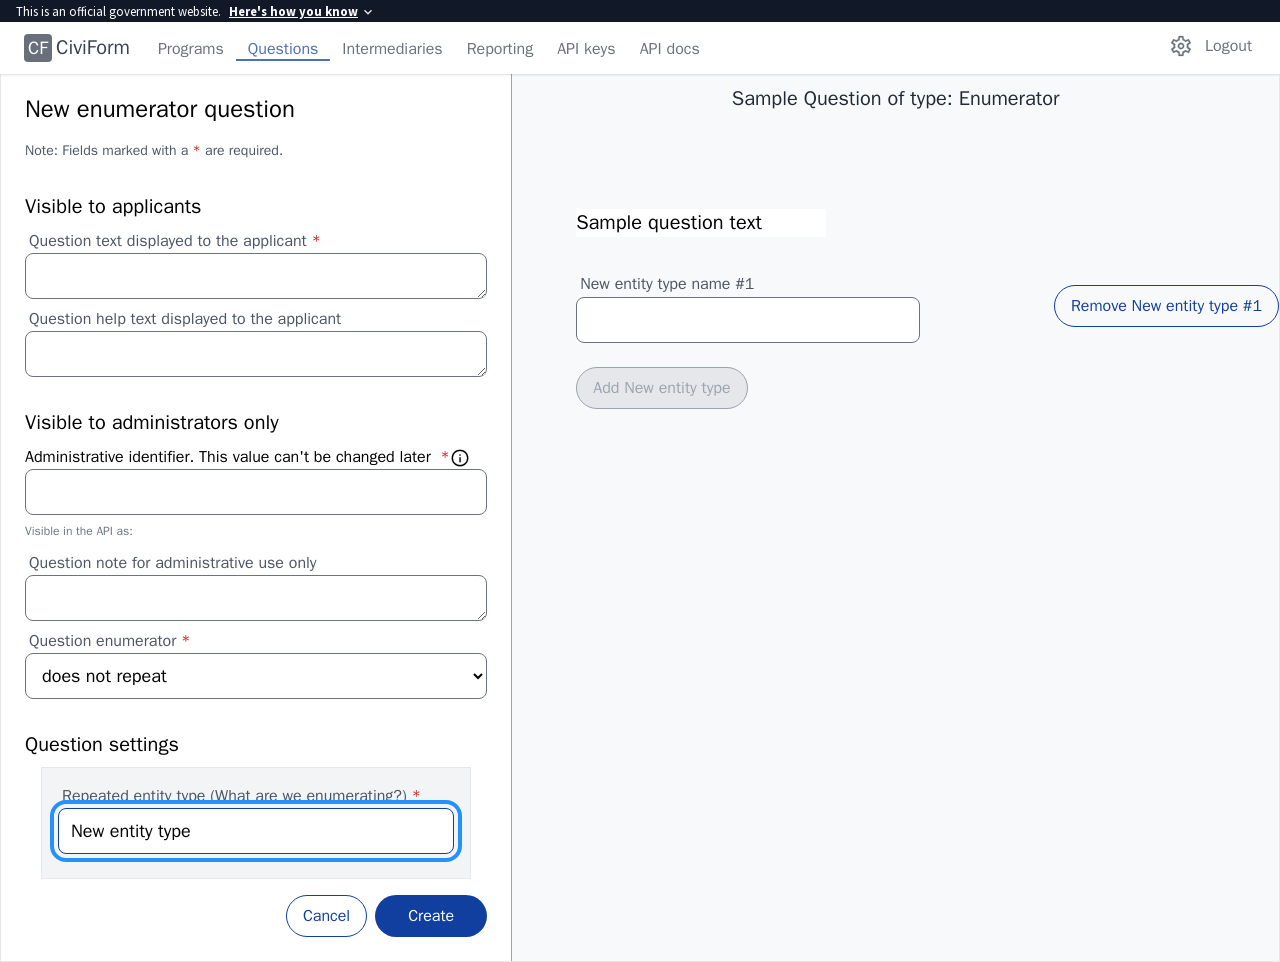 This is an official government website. Here's how you know
CF CiviForm Programs Questions Intermediaries Reporting API keys API docs Logout
New enumerator question
Note: Fields marked with a * are required.
Visible to applicants
Question text displayed to the applicant *
Question help text displayed to the applicant
Visible to administrators only
Administrative identifier. This value can't be changed later *
Visible in the API as:
Question note for administrative use only
Question enumerator *
does not repeat
Question settings
Repeated entity type (What are we enumerating?) *
New entity type
Cancel Create
Sample Question of type: Enumerator
Sample question text
New entity type name #1
Remove New entity type #1
Add New entity type